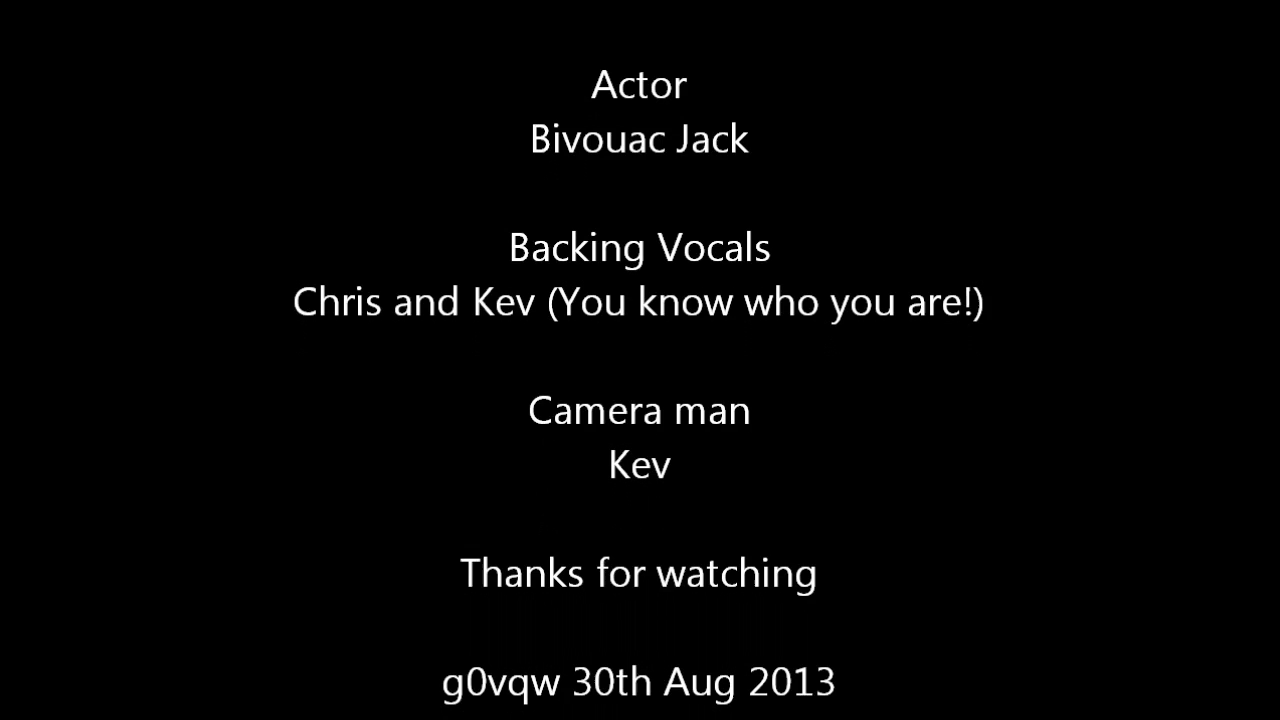 Actor
Bivouac Jack
Backing Vocals
Chris and Kev (You know who you are!)
Camera man
Kev
Thanks for watching
g0vqw 30th Aug 2013